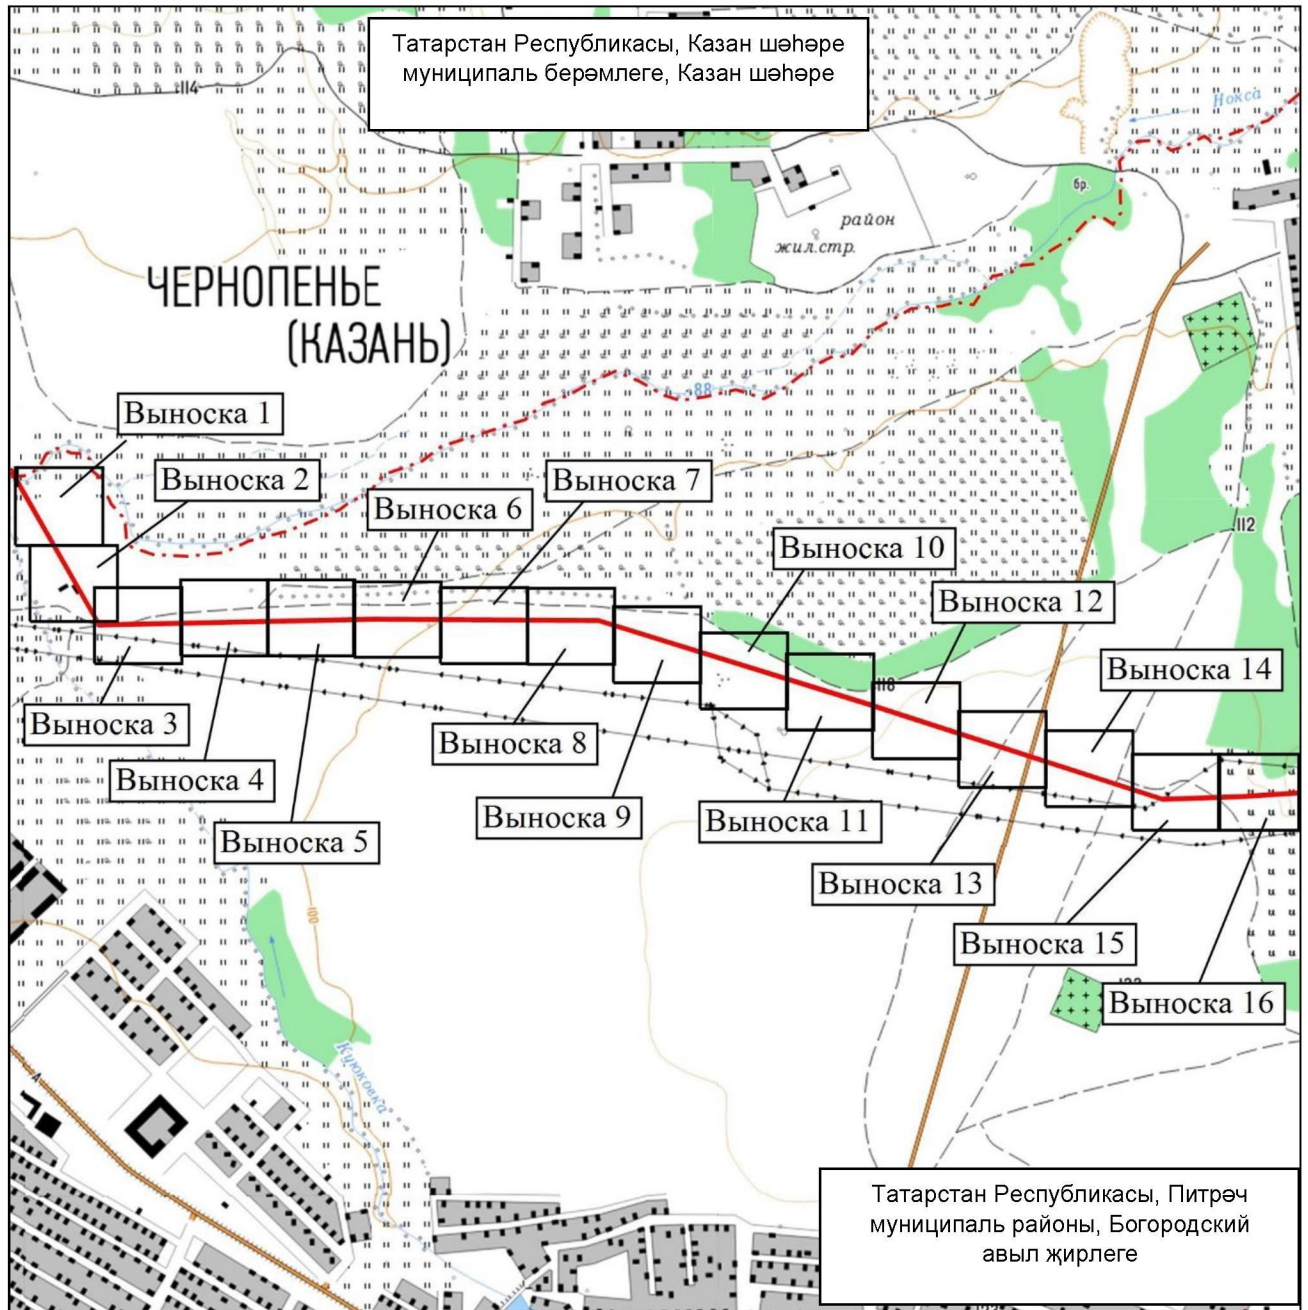 Татарстан Республикасы, Казан шәһәре
муниципаль берәмлеге, Казан шәһәре
114
Нокса
бр.
район
жил.стр.
ЧЕРНОПЕНЬЕ
(КАЗАНЬ)
88
Выноска 1
Выноска 2
Выноска 6
Выноска 7
112
Выноска 10
Выноска 12
Выноска 14
118
Выноска 3
Выноска 8
Выноска 4
Выноска 9
Выноска 11
Выноска 5
Выноска 13
100
Выноска 15
Выноска 16
Куюковка
Татарстан Республикасы, Питрәч
муниципаль районы, Богородский
авыл җирлеге